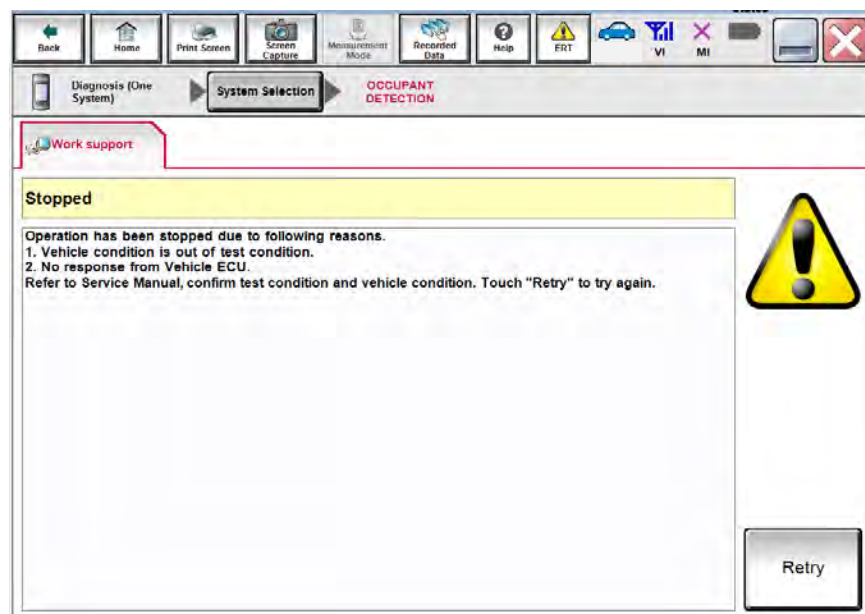 Back
Home
Print Screen
Screen
Capture
Measurement
Mode
Recorded
Data
Help
ERT
VI
MI
Diagnosis (One
System)
System Selection
OCCUPANT
DETECTION
Work support
Stopped
Operation has been stopped due to following reasons.
1. Vehicle condition is out of test condition.
2. No response from Vehicle ECU.
Refer to Service Manual, confirm test condition and vehicle condition. Touch "Retry" to try again.
Retry